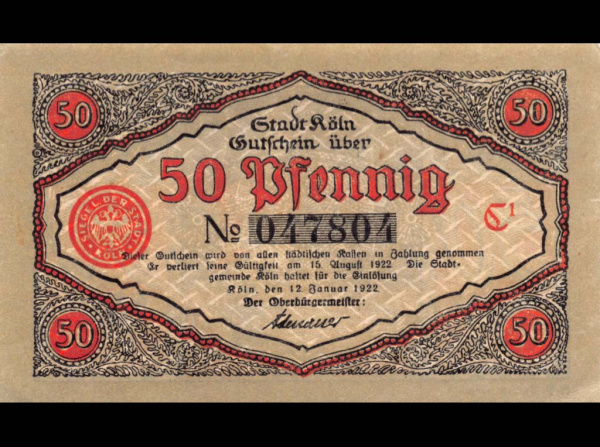 50 50
Stadt Köln
Gutschein über
50 Pfennig
SIEGEL DER STADT KÖLN
№ 047804
C¹
Dieser Gutschein wird von allen städtischen Kassen in Zahlung genommen
Er verliert seine Gültigkeit am 15. August 1922 Die Stadt-
gemeinde Köln haftet für die Einlösung
Köln, den 12 Januar 1922
Der Oberbürgermeister:
Adenauer
50 50